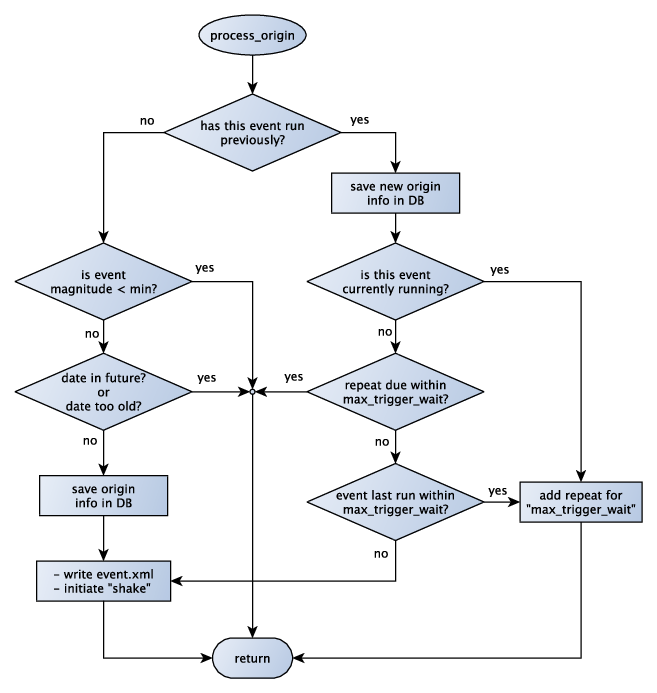 process_origin
has this event run
previously?
no
yes
save new origin
info in DB
is event
magnitude < min?
yes
is this event
currently running?
yes
no
no
date in future?
or
date too old?
yes
yes
repeat due within
max_trigger_wait?
no
no
save origin
info in DB
event last run within
max_trigger_wait?
yes
add repeat for
"max_trigger_wait"
no
- write event.xml
- initiate "shake"
return